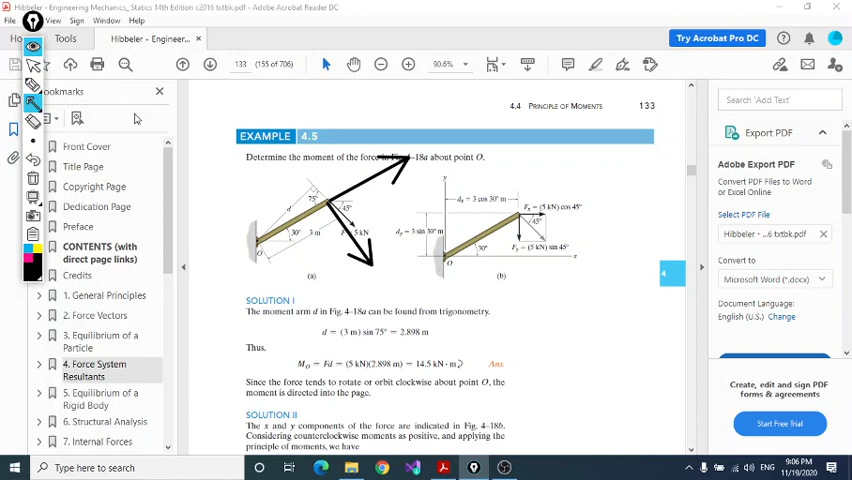 Hibbeler - Engineering Mechanics_ Statics 14th Edition c2016 txtbk.pdf - Adobe Acrobat Reader DC
View Sign Window Help
Tools
Hibbeler - Engineer... ×
Try Acrobat Pro DC
133 (155 of 706)
90.6%
Front Cover
Title Page
Copyright Page
Dedication Page
Preface
CONTENTS (with
direct page links)
Credits
1. General Principles
2. Force Vectors
3. Equilibrium of a
Particle
4. Force System
Resultants
5. Equilibrium of a
Rigid Body
6. Structural Analysis
7. Internal Forces
4.4 PRINCIPLE OF MOMENTS 133
EXAMPLE 4.5
Determine the moment of the force in Fig. 4–18a about point O.
75°
d
45°
30°
3 m
5 kN
O
(a)
y
dx = 3 cos 30° m
Fx = (5 kN) cos 45°
45°
dy = 3 sin 30° m
30°
Fy = (5 kN) sin 45°
x
O
(b)
SOLUTION I
The moment arm d in Fig. 4–18a can be found from trigonometry.
d = (3 m) sin 75° = 2.898 m
Thus,
MO = Fd = (5 kN)(2.898 m) = 14.5 kN · m Ans.
Since the force tends to rotate or orbit clockwise about point O, the
moment is directed into the page.
SOLUTION II
The x and y components of the force are indicated in Fig. 4–18b.
Considering counterclockwise moments as positive, and applying the
principle of moments, we have
4
Search 'Add Text'
Export PDF
Adobe Export PDF
Convert PDF Files to Word
or Excel Online
Select PDF File
Hibbeler ...6 txtbk.pdf
Convert to
Microsoft Word (*.docx)
Document Language:
English (U.S.) Change
Create, edit and sign PDF
forms & agreements
Start Free Trial
Type here to search
ENG
9:06 PM
11/19/2020